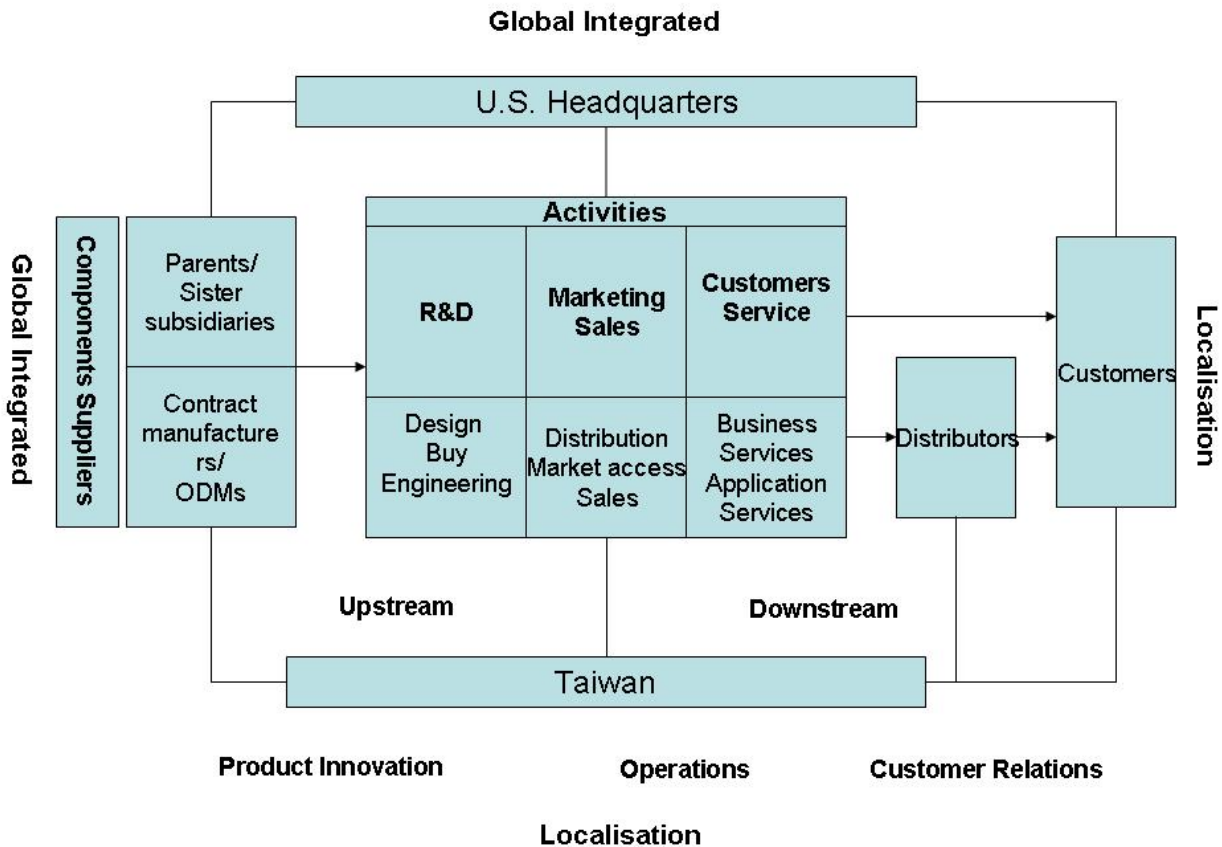 Global Integrated
U.S. Headquarters
Global Integrated
Components Suppliers
Parents/
Sister
subsidiaries
Contract
manufacture
rs/
ODMs
Activities
R&D
Marketing
Sales
Customers
Service
Design
Buy
Engineering
Distribution
Market access
Sales
Business
Services
Application
Services
Distributors
Customers
Localisation
Upstream
Downstream
Taiwan
Product Innovation
Operations
Customer Relations
Localisation